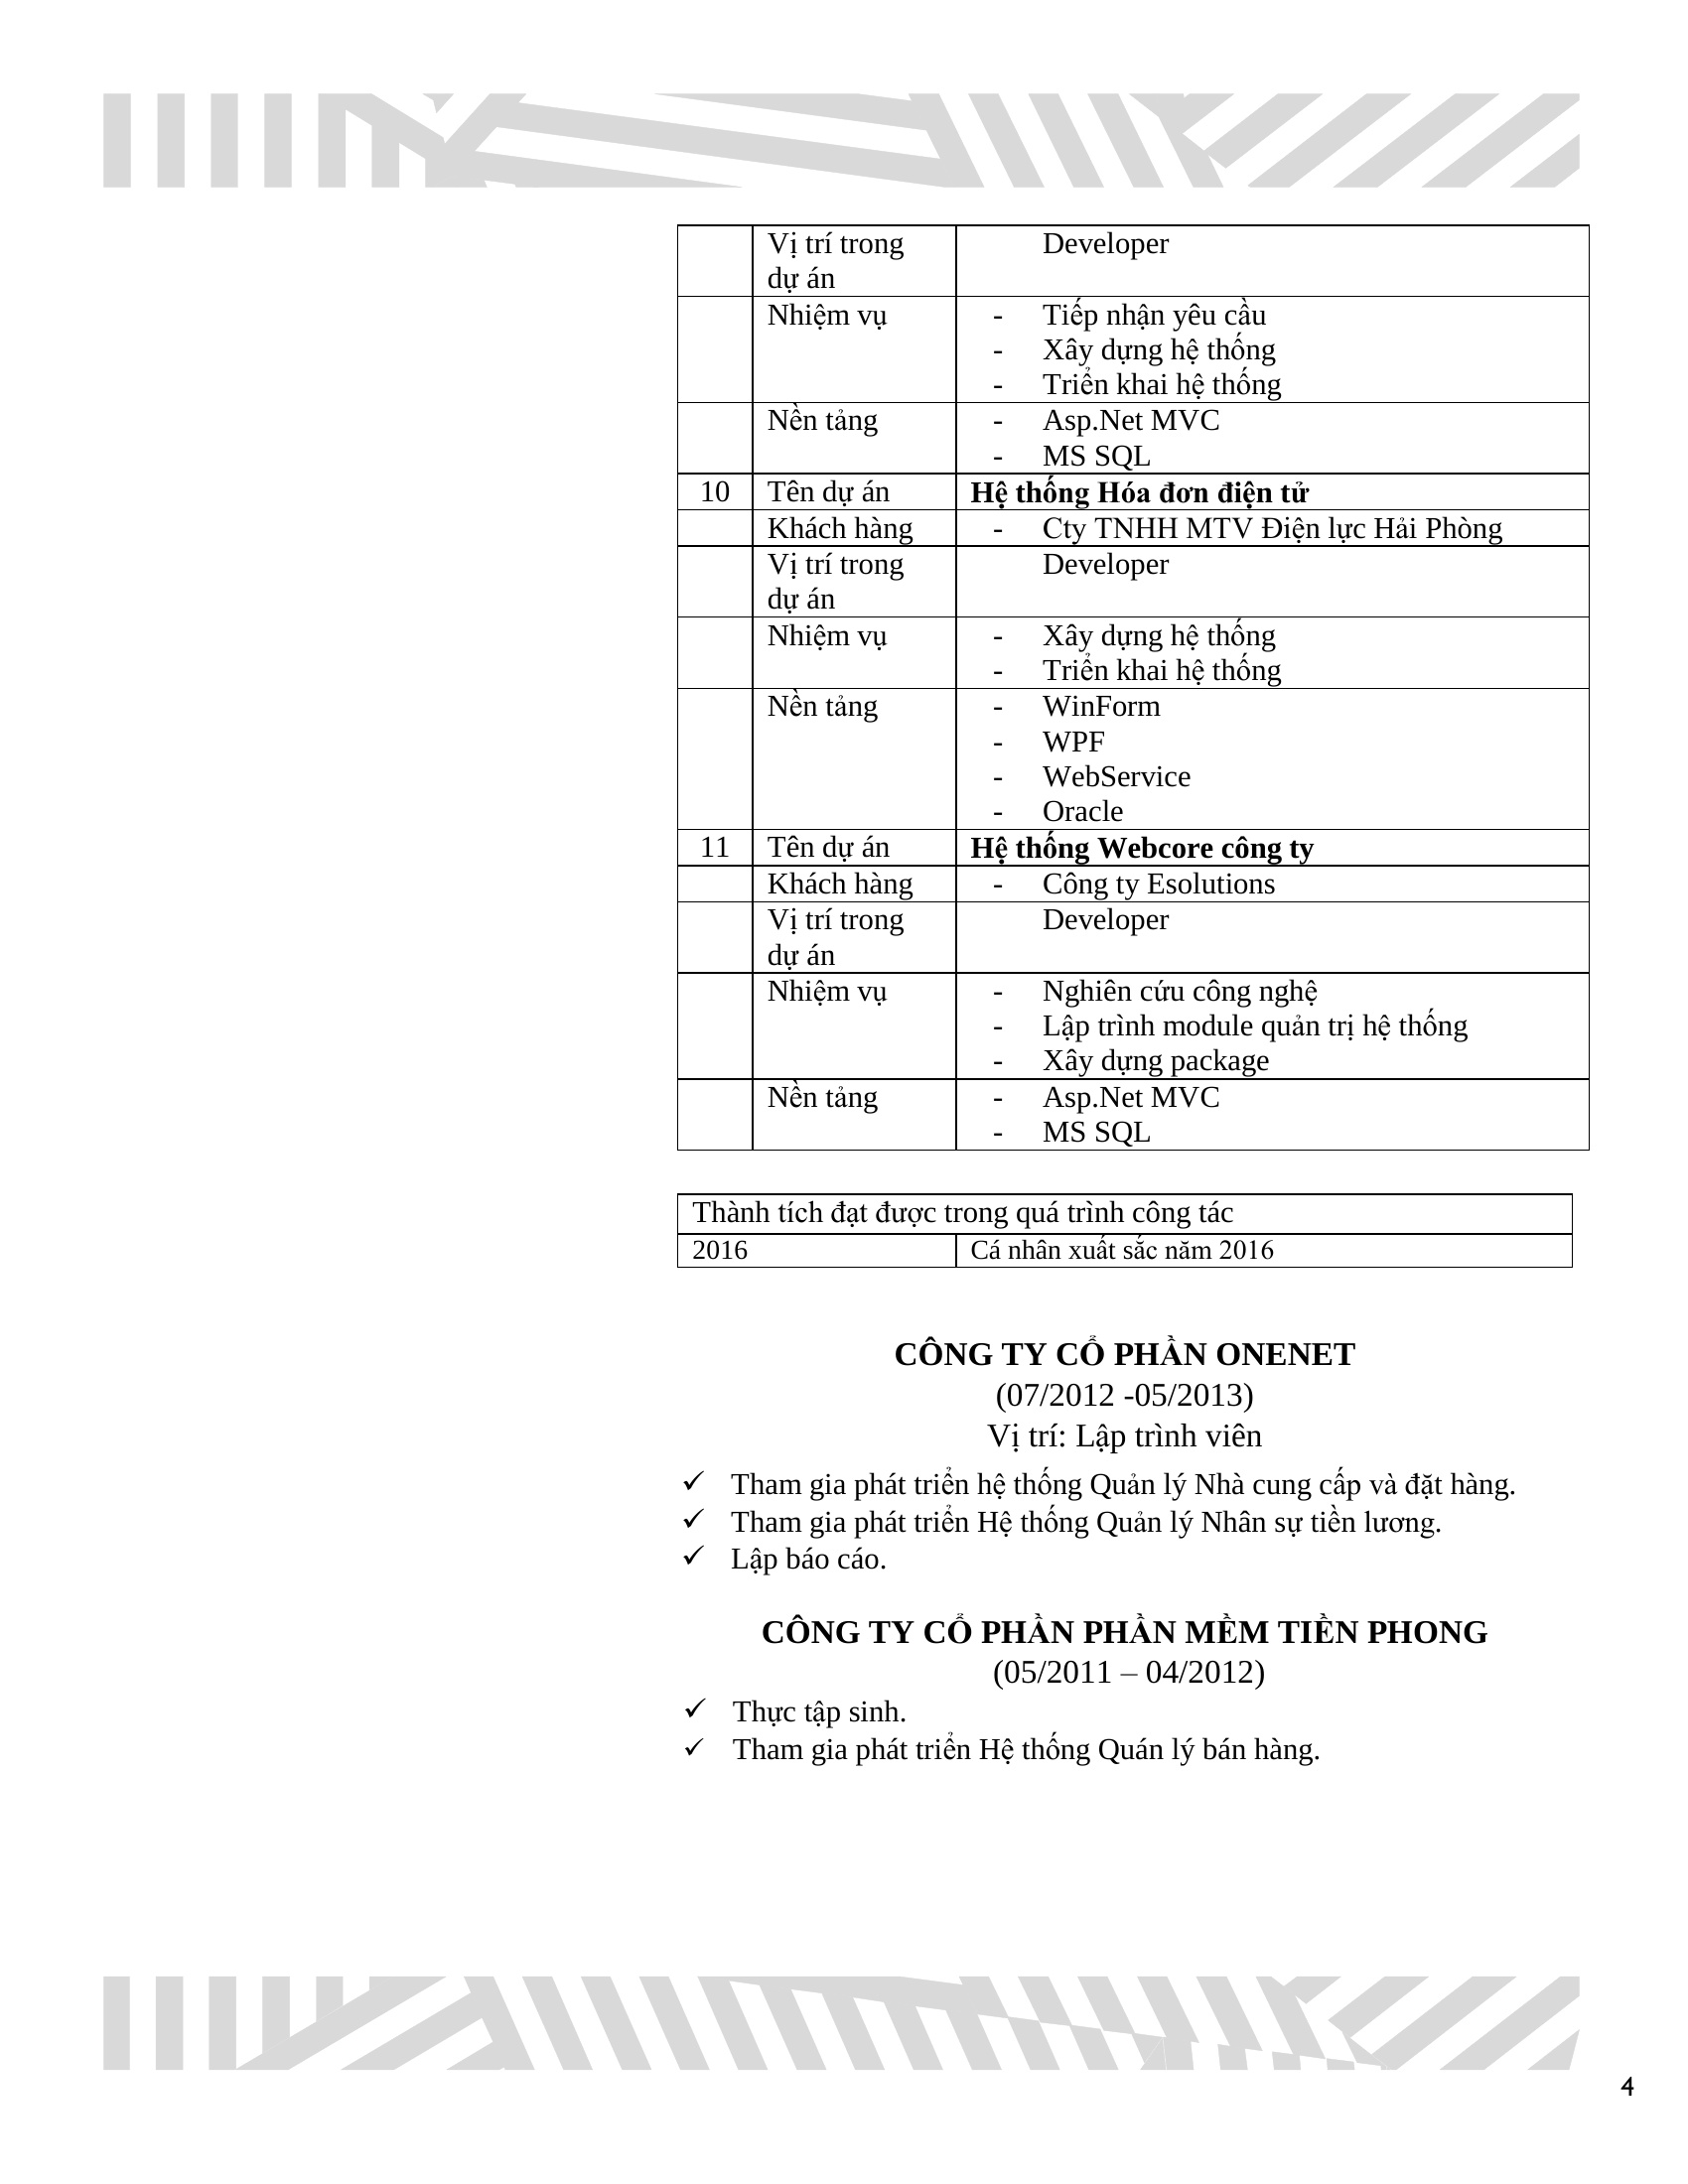 Vị trí trong Developer
dự án
Nhiệm vụ - Tiếp nhận yêu cầu
- Xây dựng hệ thống
- Triển khai hệ thống
Nền tảng - Asp.Net MVC
- MS SQL
10 Tên dự án Hệ thống Hóa đơn điện tử
Khách hàng - Cty TNHH MTV Điện lực Hải Phòng
Vị trí trong Developer
dự án
Nhiệm vụ - Xây dựng hệ thống
- Triển khai hệ thống
Nền tảng - WinForm
- WPF
- WebService
- Oracle
11 Tên dự án Hệ thống Webcore công ty
Khách hàng - Công ty Esolutions
Vị trí trong Developer
dự án
Nhiệm vụ - Nghiên cứu công nghệ
- Lập trình module quản trị hệ thống
- Xây dựng package
Nền tảng - Asp.Net MVC
- MS SQL
Thành tích đạt được trong quá trình công tác
2016 Cá nhân xuất sắc năm 2016
CÔNG TY CỔ PHẦN ONENET
(07/2012 -05/2013)
Vị trí: Lập trình viên
✓ Tham gia phát triển hệ thống Quản lý Nhà cung cấp và đặt hàng.
✓ Tham gia phát triển Hệ thống Quản lý Nhân sự tiền lương.
✓ Lập báo cáo.
CÔNG TY CỔ PHẦN PHẦN MỀM TIỀN PHONG
(05/2011 – 04/2012)
✓ Thực tập sinh.
✓ Tham gia phát triển Hệ thống Quán lý bán hàng.
4